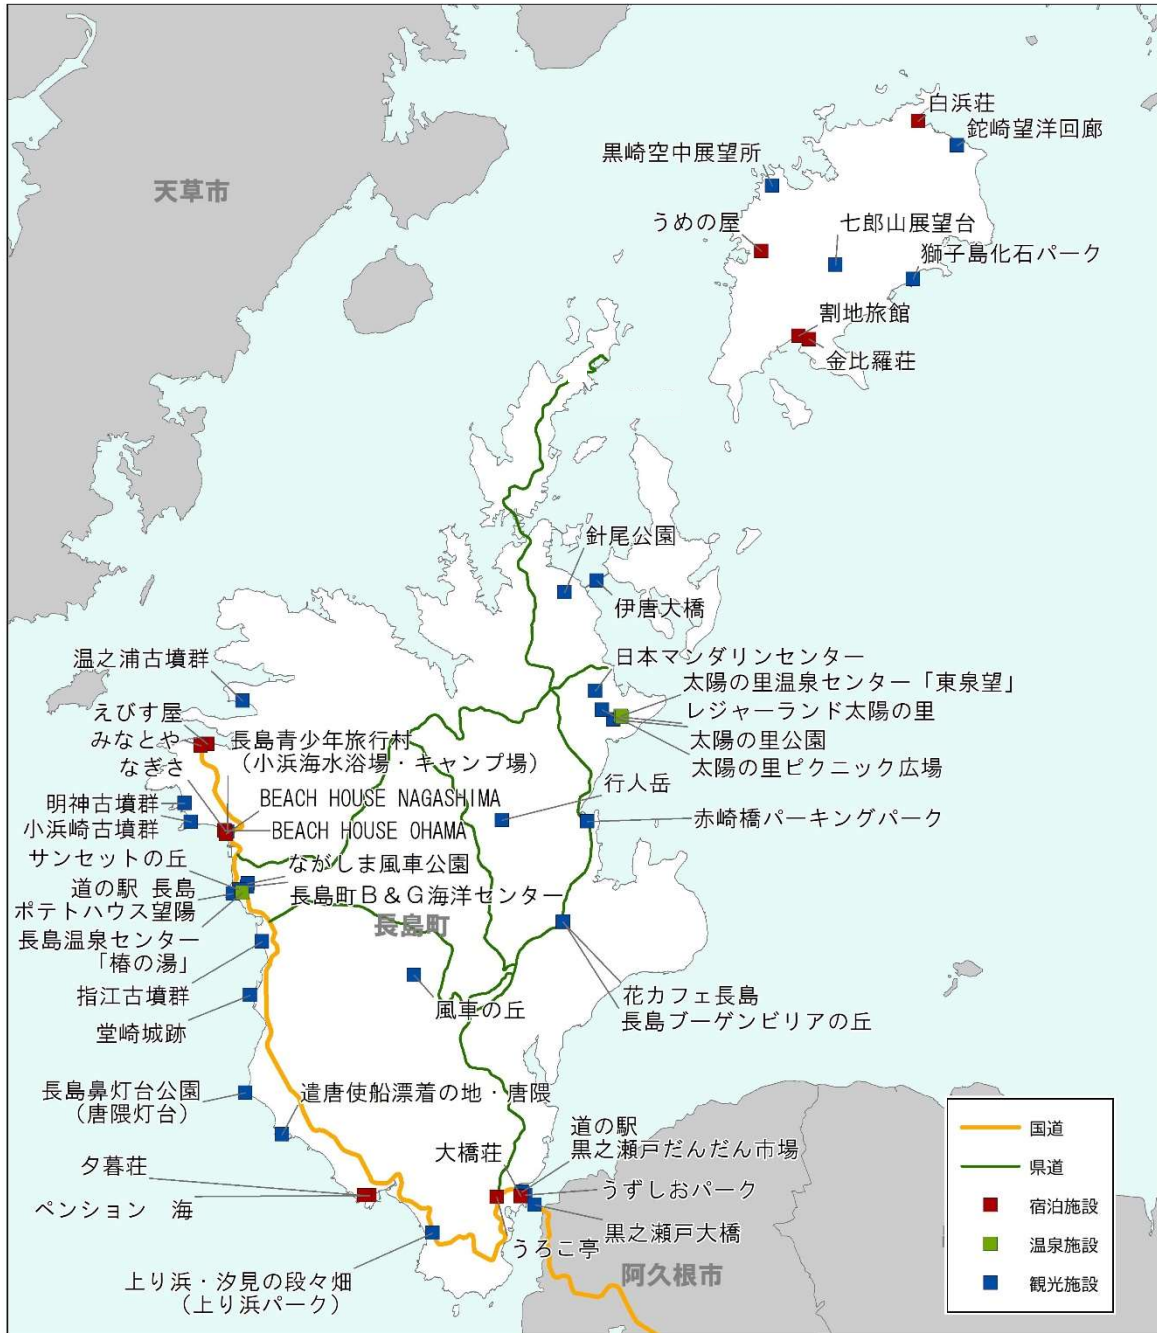 白浜荘
鉈崎望洋回廊
黒崎空中展望所
天草市
うめの屋
七郎山展望台
獅子島化石パーク
割地旅館
金比羅荘
針尾公園
伊唐大橋
日本マンダリンセンター
太陽の里温泉センター「東泉望」
レジャーランド太陽の里
太陽の里公園
太陽の里ピクニック広場
温之浦古墳群
えびす屋
みなとや
なぎさ
長島青少年旅行村
(小浜海水浴場・キャンプ場)
BEACH HOUSE NAGASHIMA
BEACH HOUSE OHAMA
行人岳
赤崎橋パーキングパーク
明神古墳群
小浜崎古墳群
サンセットの丘
道の駅 長島
ポテトハウス望陽
長島温泉センター
「椿の湯」
ながしま風車公園
長島町B&G海洋センター
長島町
指江古墳群
堂崎城跡
風車の丘
花カフェ長島
長島ブーゲンビリアの丘
長島鼻灯台公園
(唐隈灯台)
遣唐使船漂着の地・唐隈
夕暮荘
ペンション 海
大橋荘
道の駅
黒之瀬戸だんだん市場
うずしおパーク
黒之瀬戸大橋
うろこ亭
阿久根市
上り浜・汐見の段々畑
(上り浜パーク)
国道
県道
宿泊施設
温泉施設
観光施設